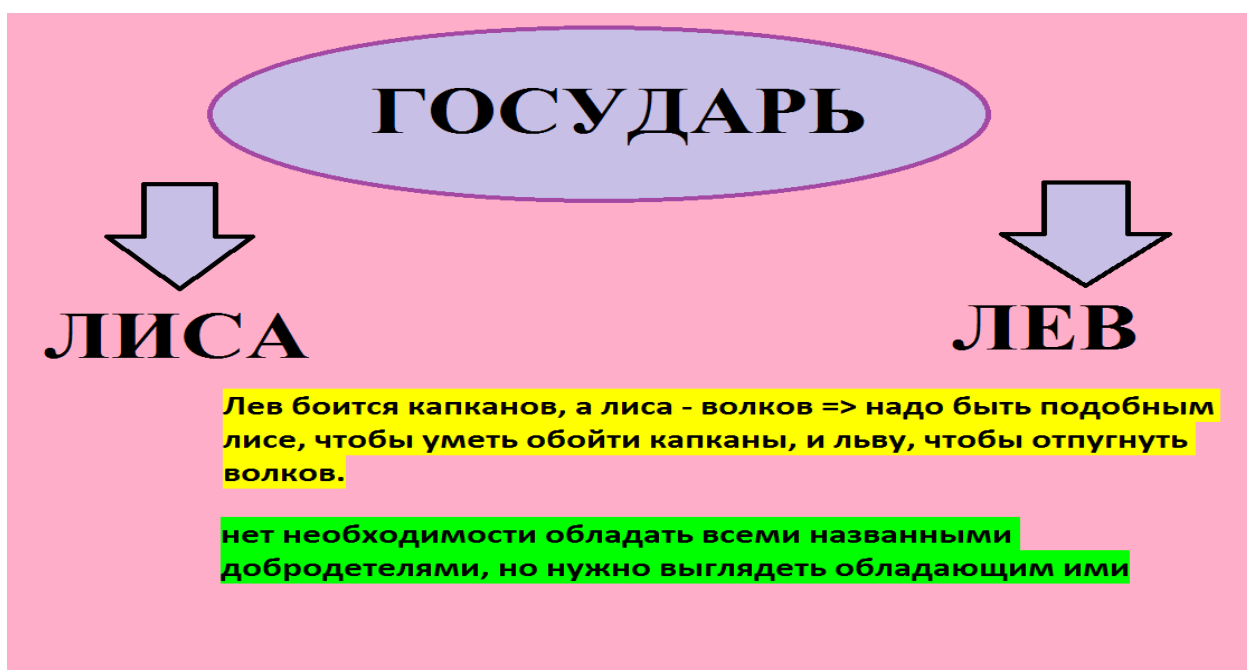 ГОСУДАРЬ
ЛИСА
ЛЕВ
Лев боится капканов, а лиса - волков => надо быть подобным
лисе, чтобы уметь обойти капканы, и льву, чтобы отпугнуть
волков.
нет необходимости обладать всеми названными
добродетелями, но нужно выглядеть обладающим ими